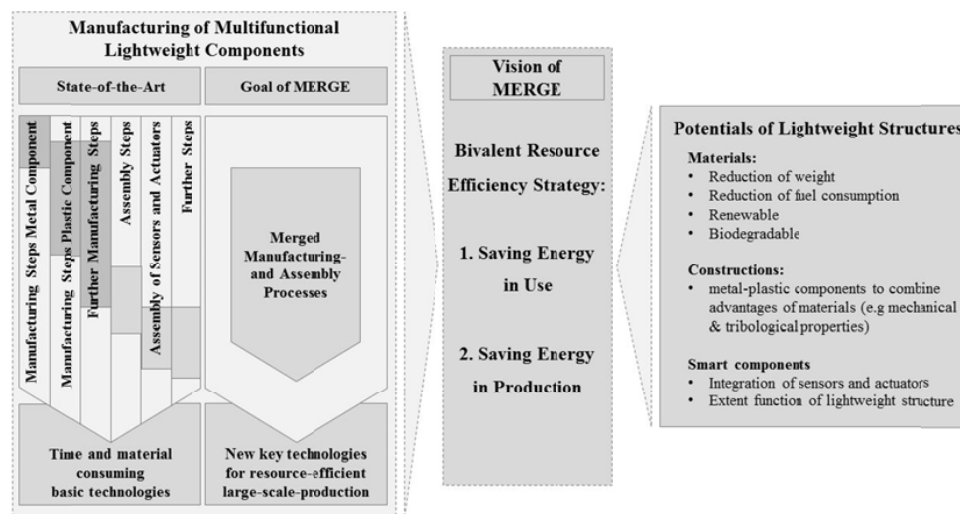 Manufacturing of Multifunctional
Lightweight Components
State-of-the-Art
Goal of MERGE
Manufacturing Steps Metal Component
Manufacturing Steps Plastic Component
Further Manufacturing Steps
Assembly Steps
Assembly of Sensors and Actuators
Further Steps
Merged
Manufacturing-
and Assembly
Processes
Time and material
consuming
basic technologies
New key technologies
for resource-efficient
large-scale-production
Vision of
MERGE
Bivalent Resource
Efficiency Strategy:
1. Saving Energy
in Use
2. Saving Energy
in Production
Potentials of Lightweight Structures
Materials:
• Reduction of weight
• Reduction of fuel consumption
• Renewable
• Biodegradable
Constructions:
• metal-plastic components to combine
advantages of materials (e.g mechanical
& tribological properties)
Smart components
• Integration of sensors and actuators
• Extent function of lightweight structure